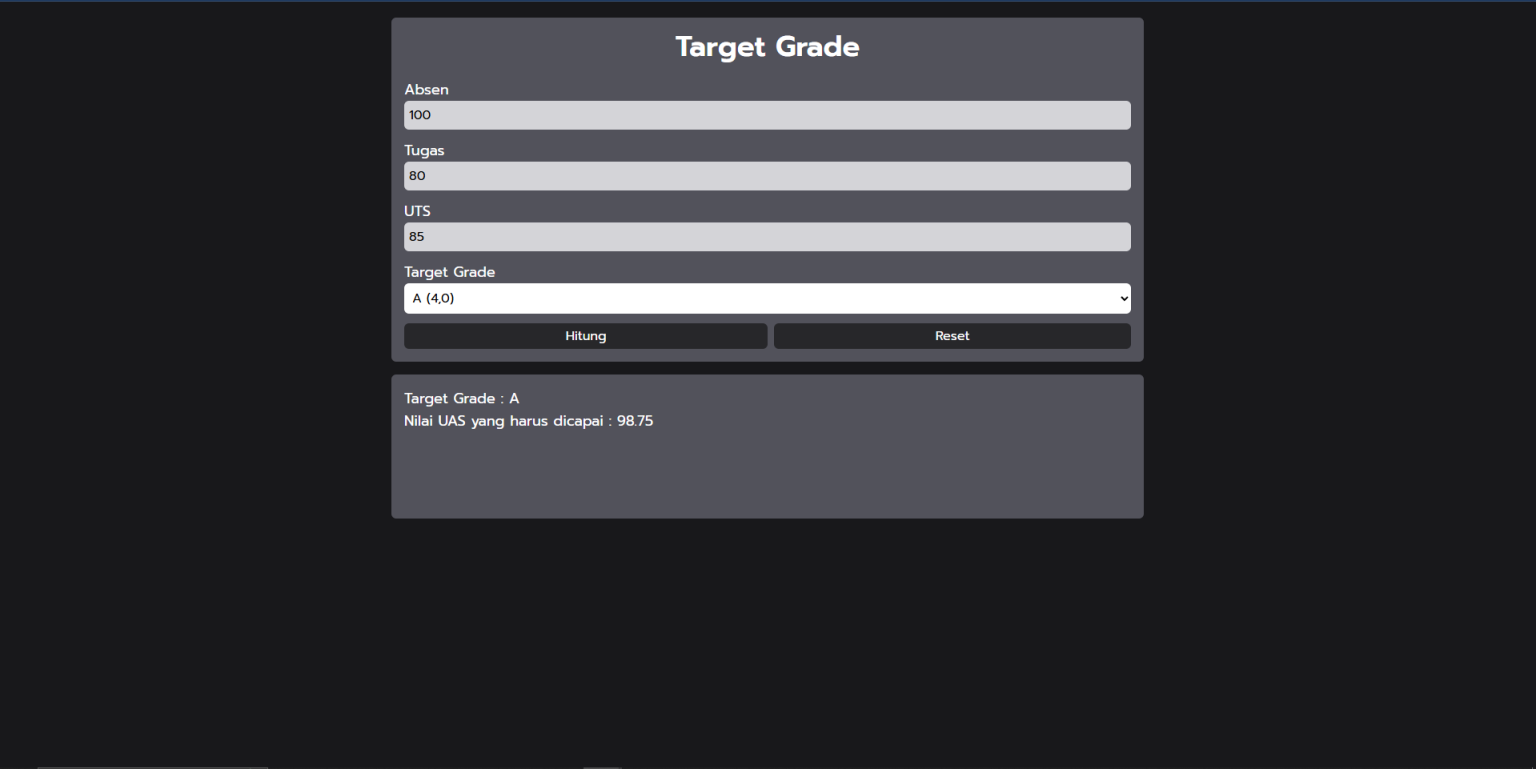 Target Grade
Absen
100
Tugas
80
UTS
85
Target Grade
A (4,0)
Hitung Reset
Target Grade : A
Nilai UAS yang harus dicapai : 98.75